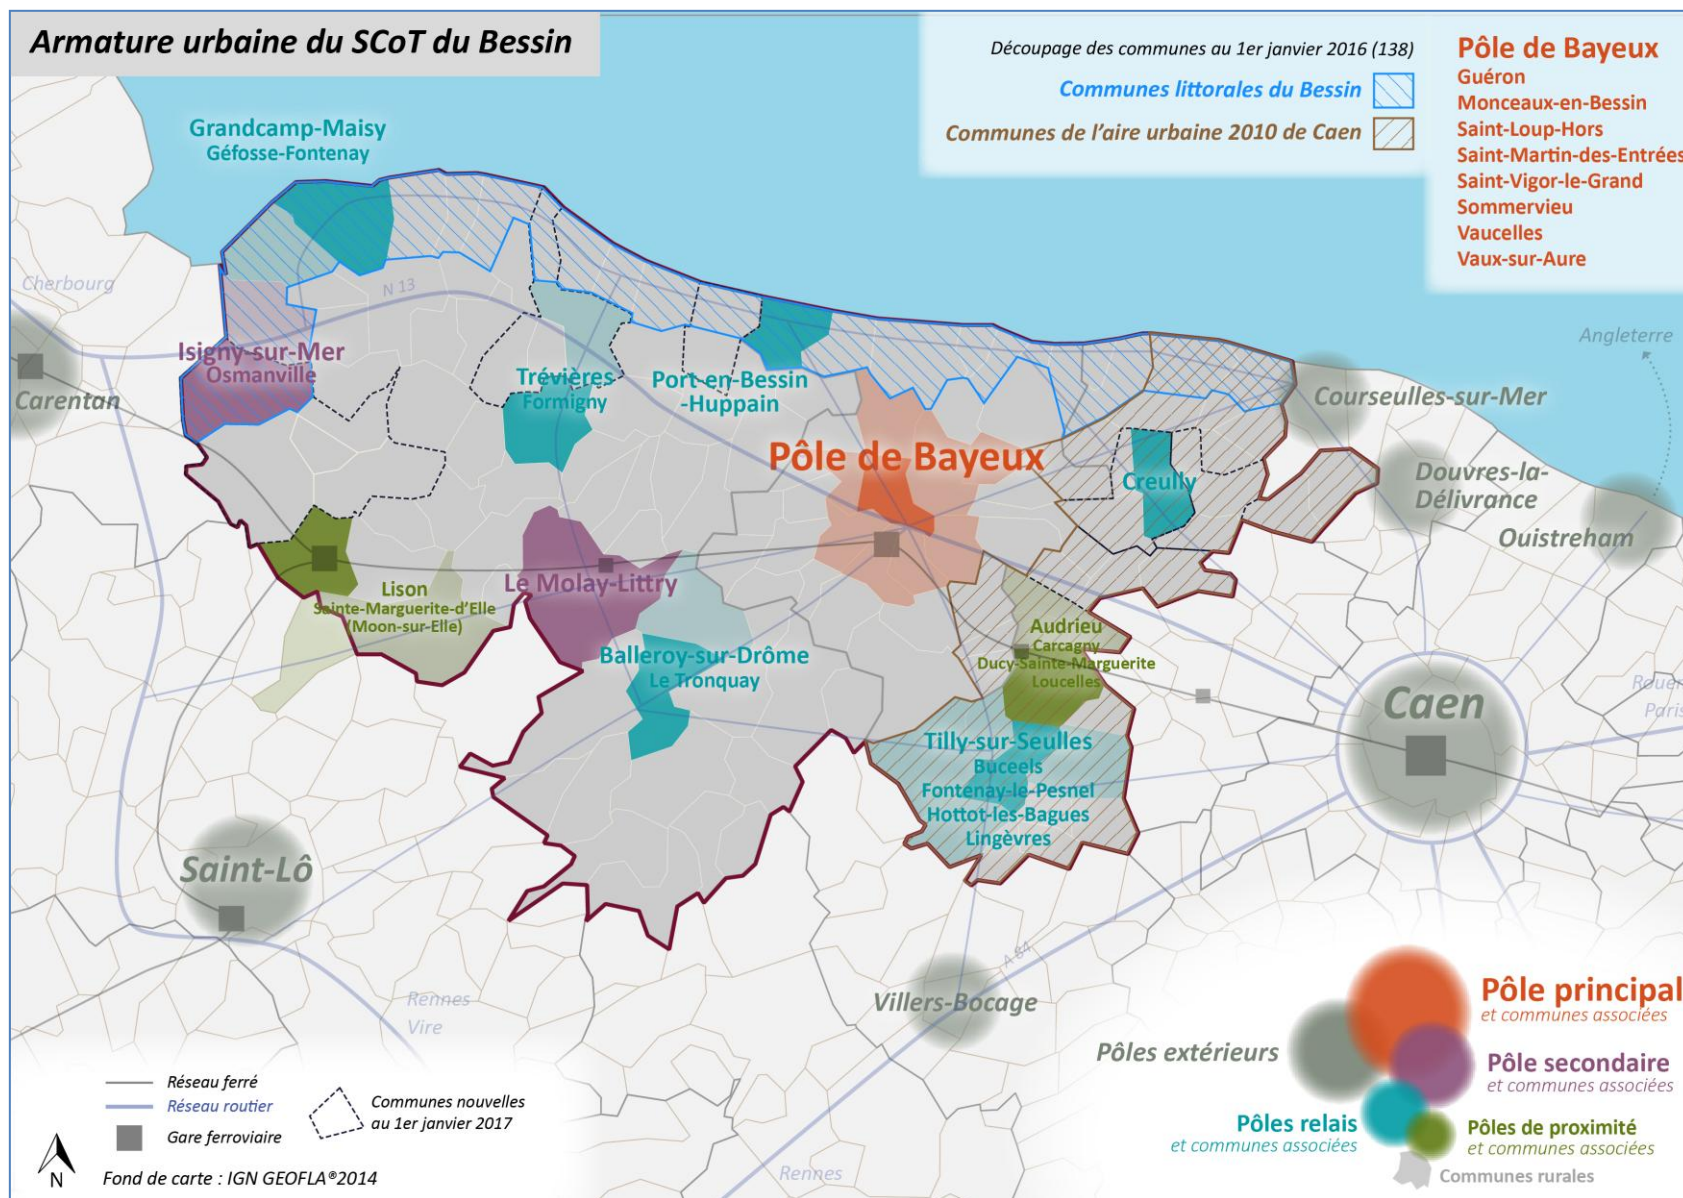 Armature urbaine du SCoT du Bessin
Découpage des communes au 1er janvier 2016 (138)
Communes littorales du Bessin
Communes de l'aire urbaine 2010 de Caen
Pôle de Bayeux
Guéron
Monceaux-en-Bessin
Saint-Loup-Hors
Saint-Martin-des-Entrées
Saint-Vigor-le-Grand
Sommervieu
Vaucelles
Vaux-sur-Aure
Grandcamp-Maisy
Géfosse-Fontenay
Cherbourg
N 13
Isigny-sur-Mer
Osmanville
Carentan
Trévières
Formigny
Port-en-Bessin
-Huppain
Angleterre
Courseulles-sur-Mer
Pôle de Bayeux
Creully
Douvres-la-
Délivrance
Ouistreham
Lison
Sainte-Marguerite-d'Elle
(Moon-sur-Elle)
Le Molay-Littry
Balleroy-sur-Drôme
Le Tronquay
Audrieu
Carcagny
Ducy-Sainte-Marguerite
Loucelles
Caen
Rouen
Paris
Tilly-sur-Seulles
Buceels
Fontenay-le-Pesnel
Hottot-les-Bagues
Lingèvres
Saint-Lô
A 84
Villers-Bocage
Rennes
Vire
Rennes
Réseau ferré
Réseau routier
Gare ferroviaire
Communes nouvelles
au 1er janvier 2017
N
Fond de carte : IGN GEOFLA®2014
Pôle principal
et communes associées
Pôles extérieurs
Pôle secondaire
et communes associées
Pôles relais
et communes associées
Pôles de proximité
et communes associées
Communes rurales